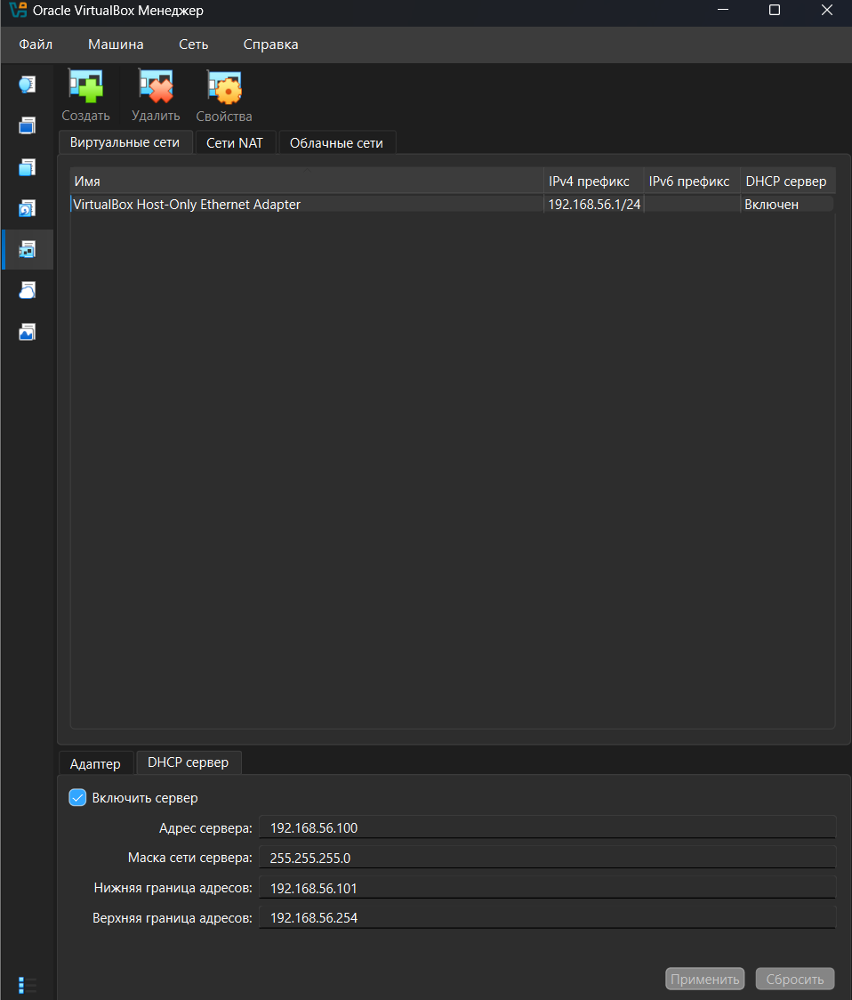 Oracle VirtualBox Менеджер
Файл Машина Сеть Справка
Создать Удалить Свойства
Виртуальные сети Сети NAT Облачные сети
Имя IPv4 префикс IPv6 префикс DHCP сервер
VirtualBox Host-Only Ethernet Adapter 192.168.56.1/24 Включен
Адаптер DHCP сервер
Включить сервер
Адрес сервера: 192.168.56.100
Маска сети сервера: 255.255.255.0
Нижняя граница адресов: 192.168.56.101
Верхняя граница адресов: 192.168.56.254
Применить Сбросить